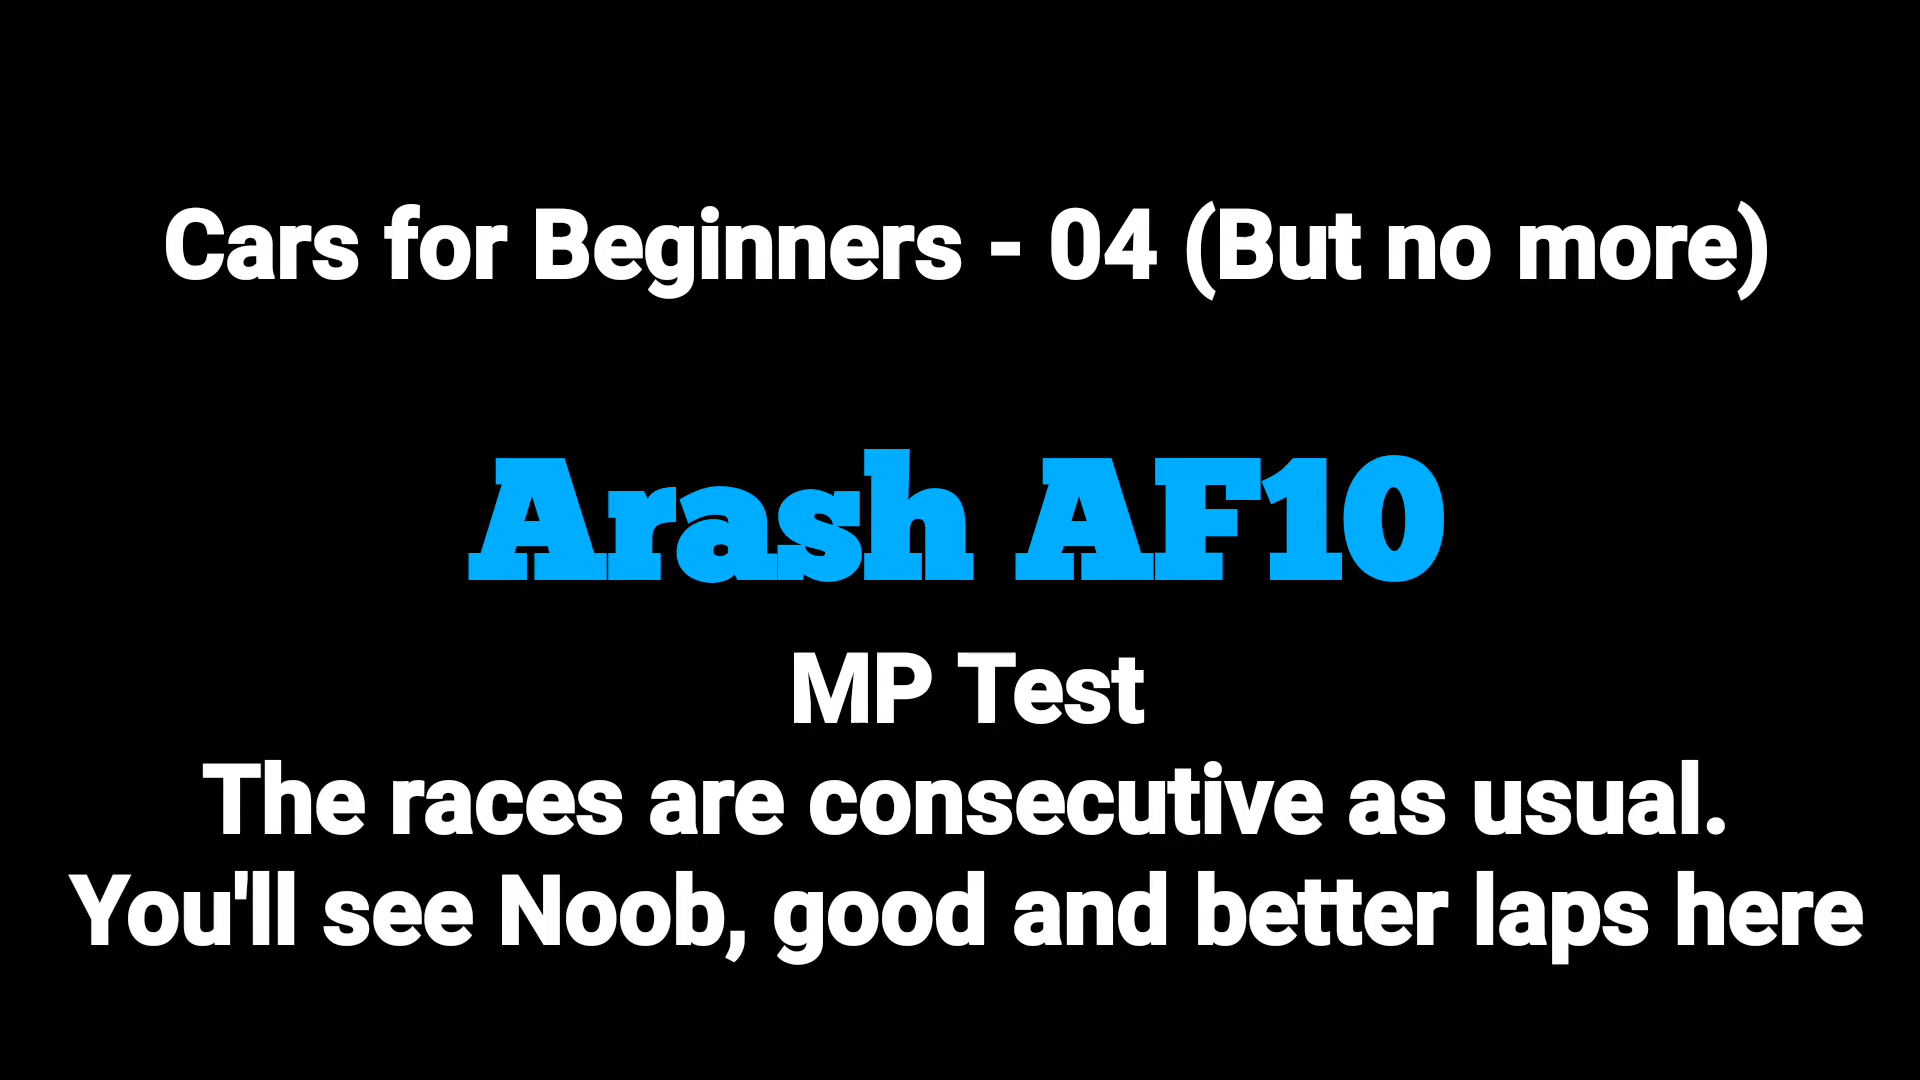 Cars for Beginners - 04 (But no more)
Arash AF10
MP Test
The races are consecutive as usual.
You'll see Noob, good and better laps here